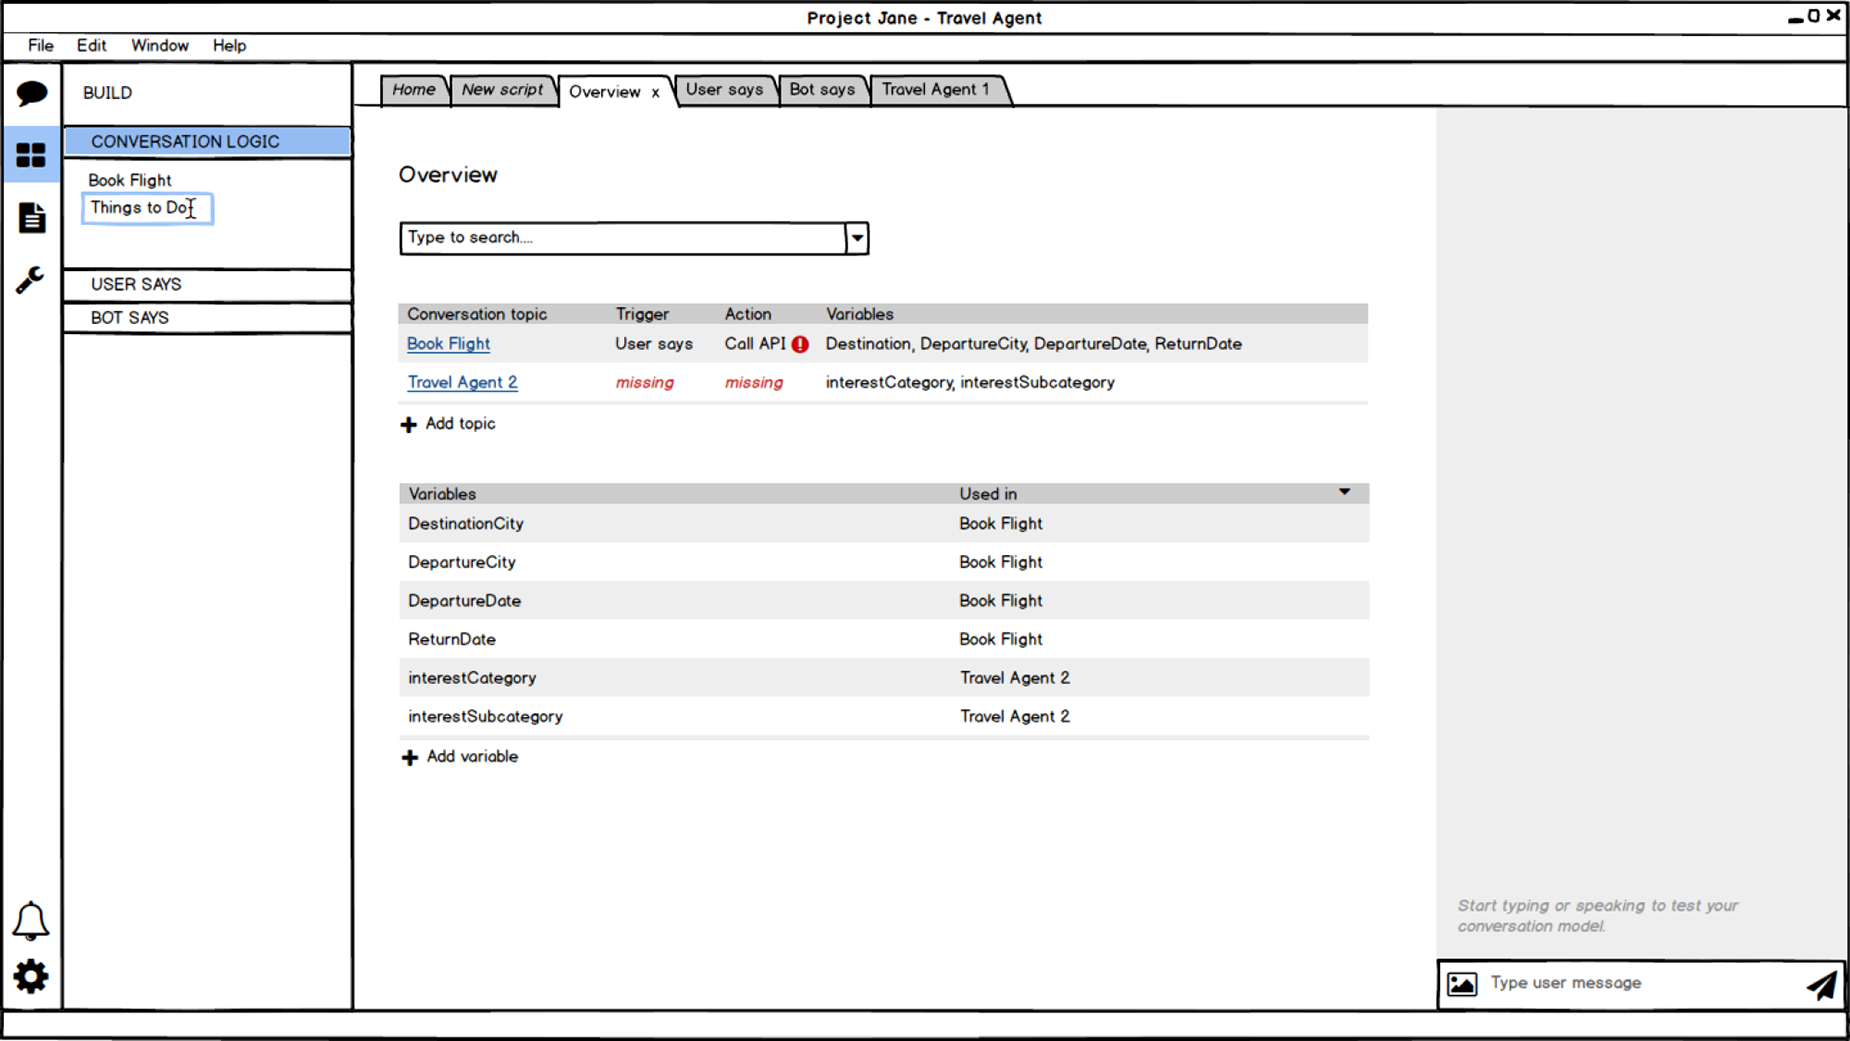 Project Jane - Travel Agent
File Edit Window Help
BUILD
CONVERSATION LOGIC
Book Flight
Things to Do
USER SAYS
BOT SAYS
Home New script Overview x User says Bot says Travel Agent 1
Overview
Type to search....
Conversation topic Trigger Action Variables
Book Flight User says Call API Destination, DepartureCity, DepartureDate, ReturnDate
Travel Agent 2 missing missing interestCategory, interestSubcategory
Add topic
Variables Used in
DestinationCity Book Flight
DepartureCity Book Flight
DepartureDate Book Flight
ReturnDate Book Flight
interestCategory Travel Agent 2
interestSubcategory Travel Agent 2
Add variable
Start typing or speaking to test your
conversation model.
Type user message